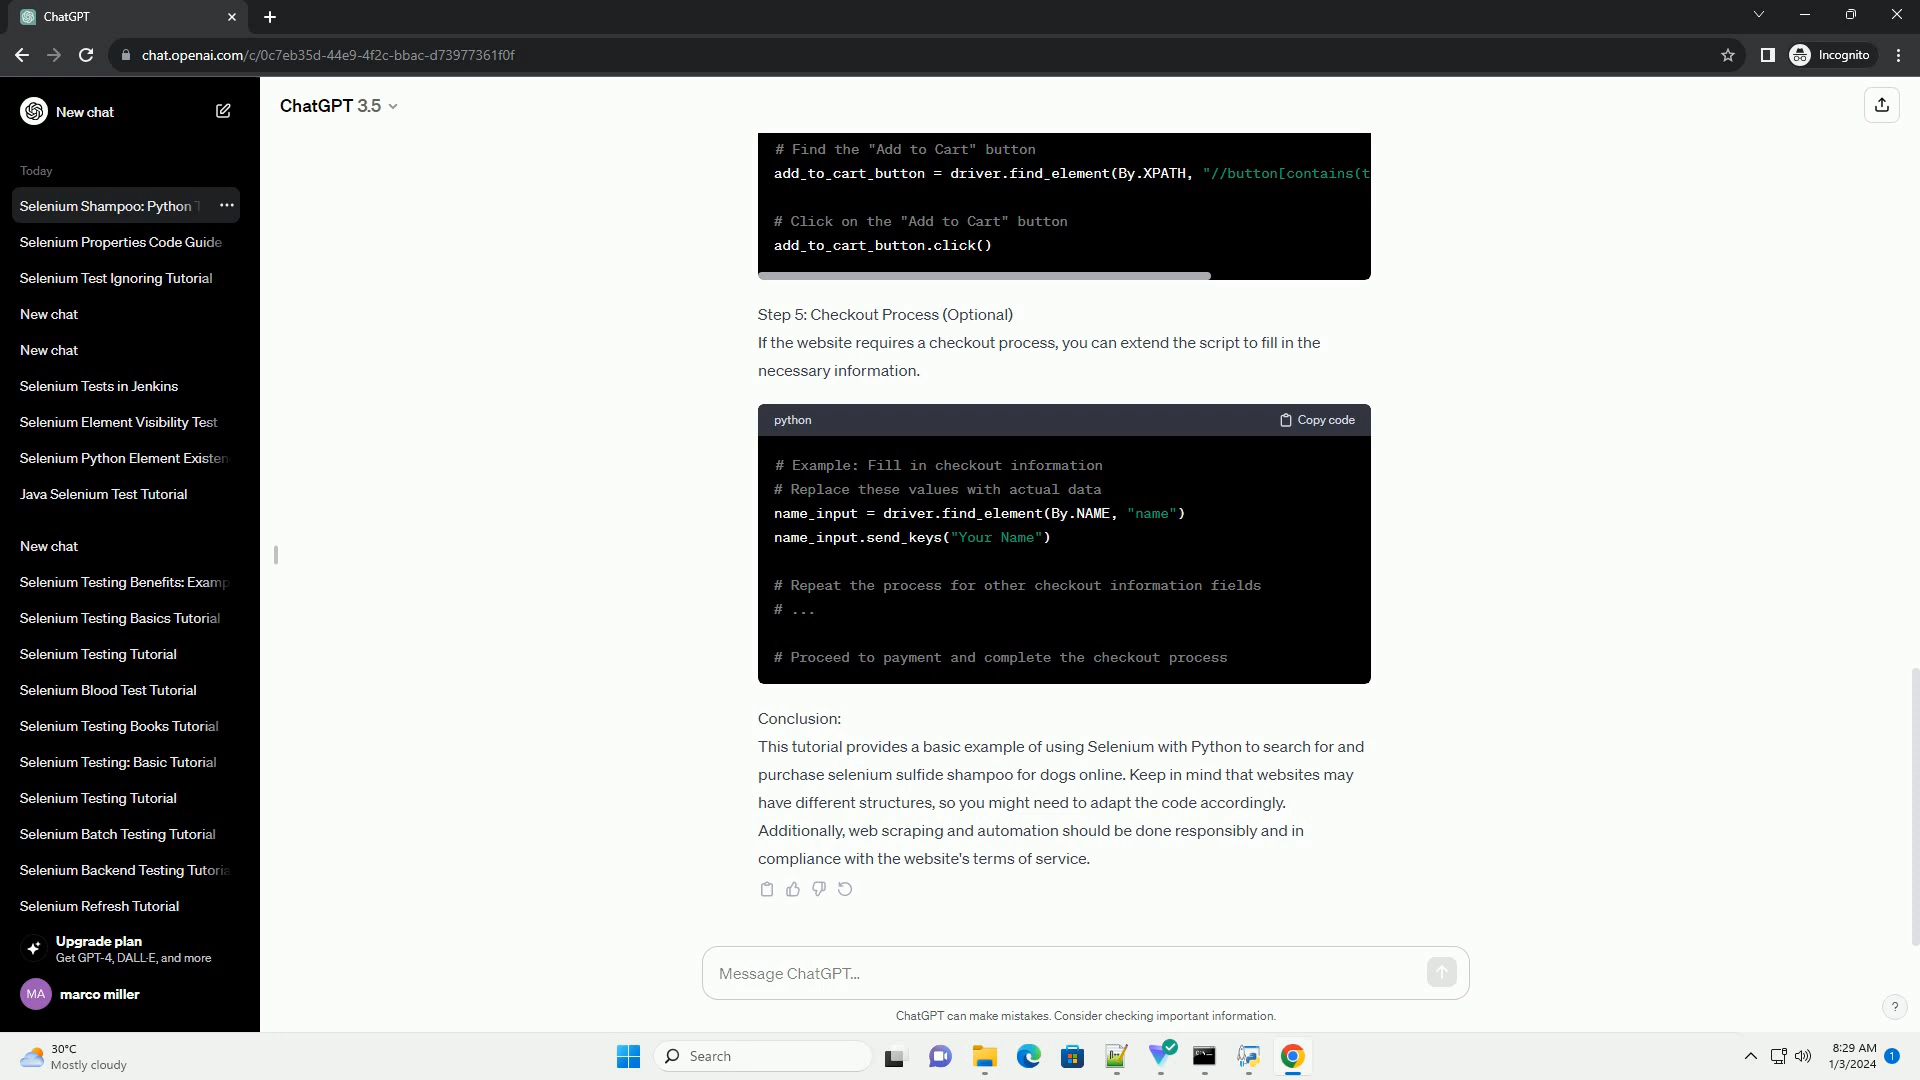 ChatGPT
chat.openai.com/c/0c7eb35d-44e9-4f2c-bbac-d73977361f0f
Incognito
New chat
Today
Selenium Shampoo: Python T
Selenium Properties Code Guide
Selenium Test Ignoring Tutorial
New chat
New chat
Selenium Tests in Jenkins
Selenium Element Visibility Test
Selenium Python Element Existen
Java Selenium Test Tutorial
New chat
Selenium Testing Benefits: Examp
Selenium Testing Basics Tutorial
Selenium Testing Tutorial
Selenium Blood Test Tutorial
Selenium Testing Books Tutorial
Selenium Testing: Basic Tutorial
Selenium Testing Tutorial
Selenium Batch Testing Tutorial
Selenium Backend Testing Tutoria
Selenium Refresh Tutorial
Upgrade plan
Get GPT-4, DALL·E, and more
MA marco miller
ChatGPT 3.5
# Find the "Add to Cart" button
add_to_cart_button = driver.find_element(By.XPATH, "//button[contains(t
# Click on the "Add to Cart" button
add_to_cart_button.click()
Step 5: Checkout Process (Optional)
If the website requires a checkout process, you can extend the script to fill in the
necessary information.
python Copy code
# Example: Fill in checkout information
# Replace these values with actual data
name_input = driver.find_element(By.NAME, "name")
name_input.send_keys("Your Name")
# Repeat the process for other checkout information fields
# ...
# Proceed to payment and complete the checkout process
Conclusion:
This tutorial provides a basic example of using Selenium with Python to search for and
purchase selenium sulfide shampoo for dogs online. Keep in mind that websites may
have different structures, so you might need to adapt the code accordingly.
Additionally, web scraping and automation should be done responsibly and in
compliance with the website's terms of service.
Message ChatGPT...
ChatGPT can make mistakes. Consider checking important information.
?
30°C
Mostly cloudy
Search
8:29 AM
1/3/2024
1